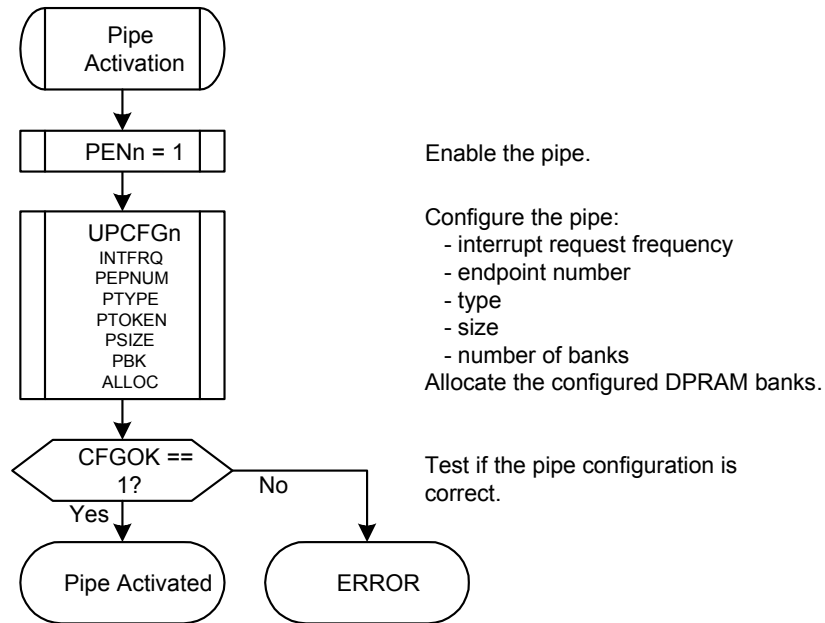 Pipe
Activation
PENn = 1
Enable the pipe.
UPCFGn
INTFRQ
PEPNUM
PTYPE
PTOKEN
PSIZE
PBK
ALLOC
Configure the pipe:
- interrupt request frequency
- endpoint number
- type
- size
- number of banks
Allocate the configured DPRAM banks.
CFGOK ==
1?
Yes
No
Test if the pipe configuration is
correct.
Pipe Activated
ERROR